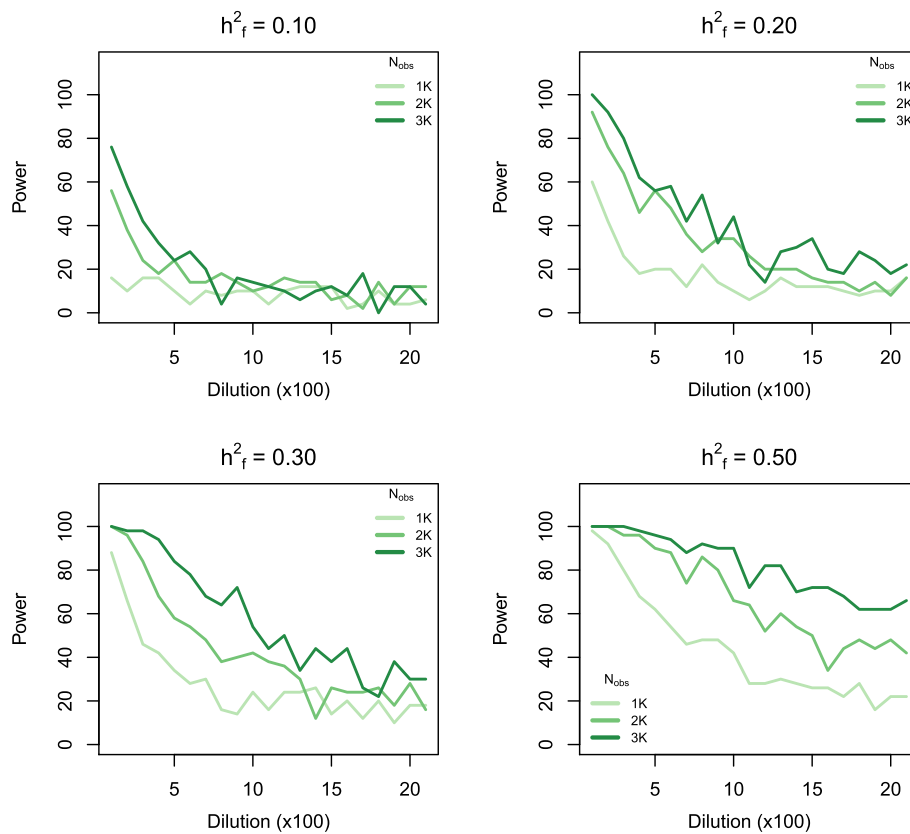 h²f = 0.10
Power
0 20 40 60 80 100
Nobs
1K
2K
3K
5 10 15 20
Dilution (x100)
h²f = 0.20
Power
0 20 40 60 80 100
Nobs
1K
2K
3K
5 10 15 20
Dilution (x100)
h²f = 0.30
Power
0 20 40 60 80 100
Nobs
1K
2K
3K
5 10 15 20
Dilution (x100)
h²f = 0.50
Power
0 20 40 60 80 100
Nobs
1K
2K
3K
5 10 15 20
Dilution (x100)